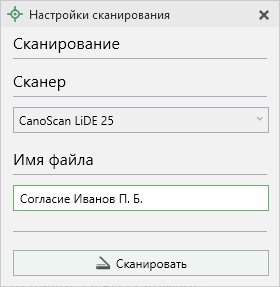 Настройки сканирования
Сканирование
Сканер
CanoScan LiDE 25
Имя файла
Согласие Иванов П. Б.
Сканировать